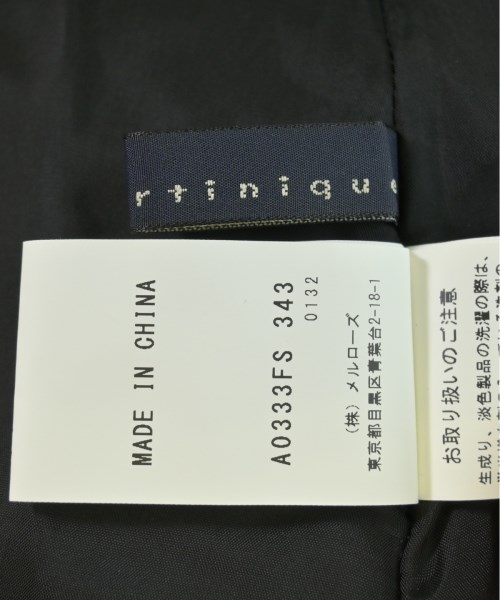 rtinique
MADE IN CHINA
A0333FS 343
0132
(株) メルローズ
東京都目黒区青葉台2-18-1
お取り扱いのご注意
生成り、淡色製品の洗濯の際は、